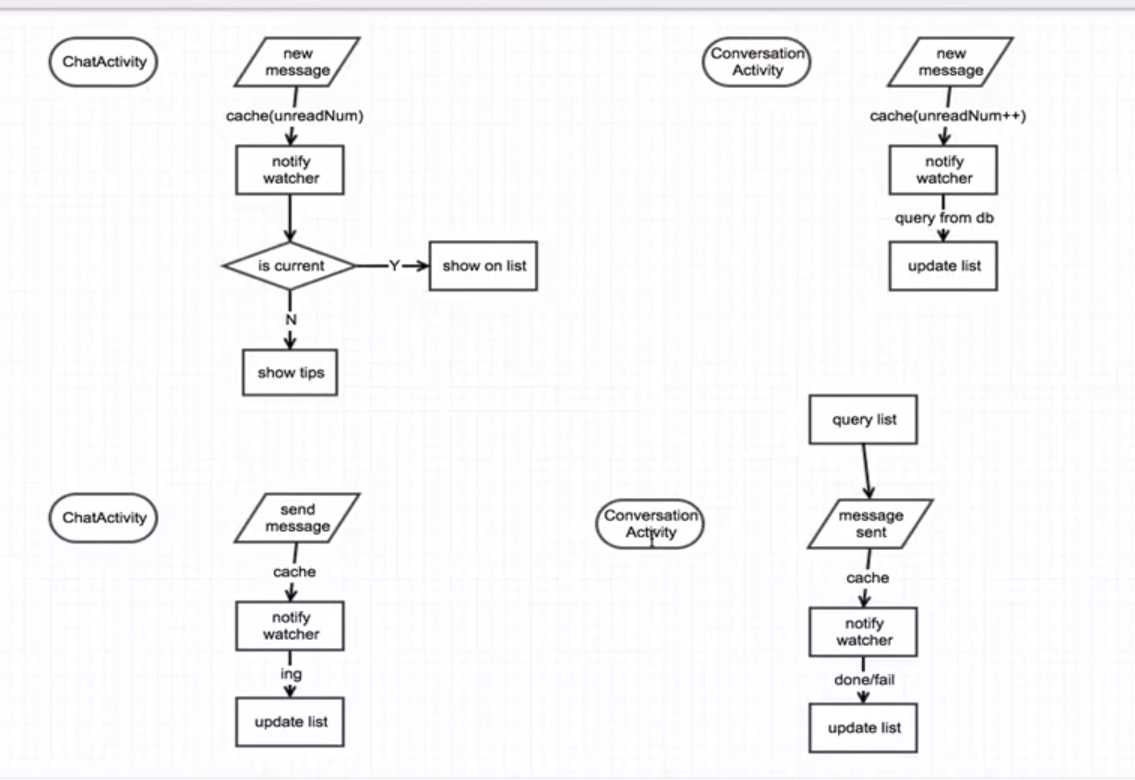 ChatActivity
new
message
cache(unreadNum)
notify
watcher
is current
Y
show on list
N
show tips
Conversation
Activity
new
message
cache(unreadNum++)
notify
watcher
query from db
update list
ChatActivity
send
message
cache
notify
watcher
ing
update list
query list
Conversation
Activity
message
sent
cache
notify
watcher
done/fail
update list